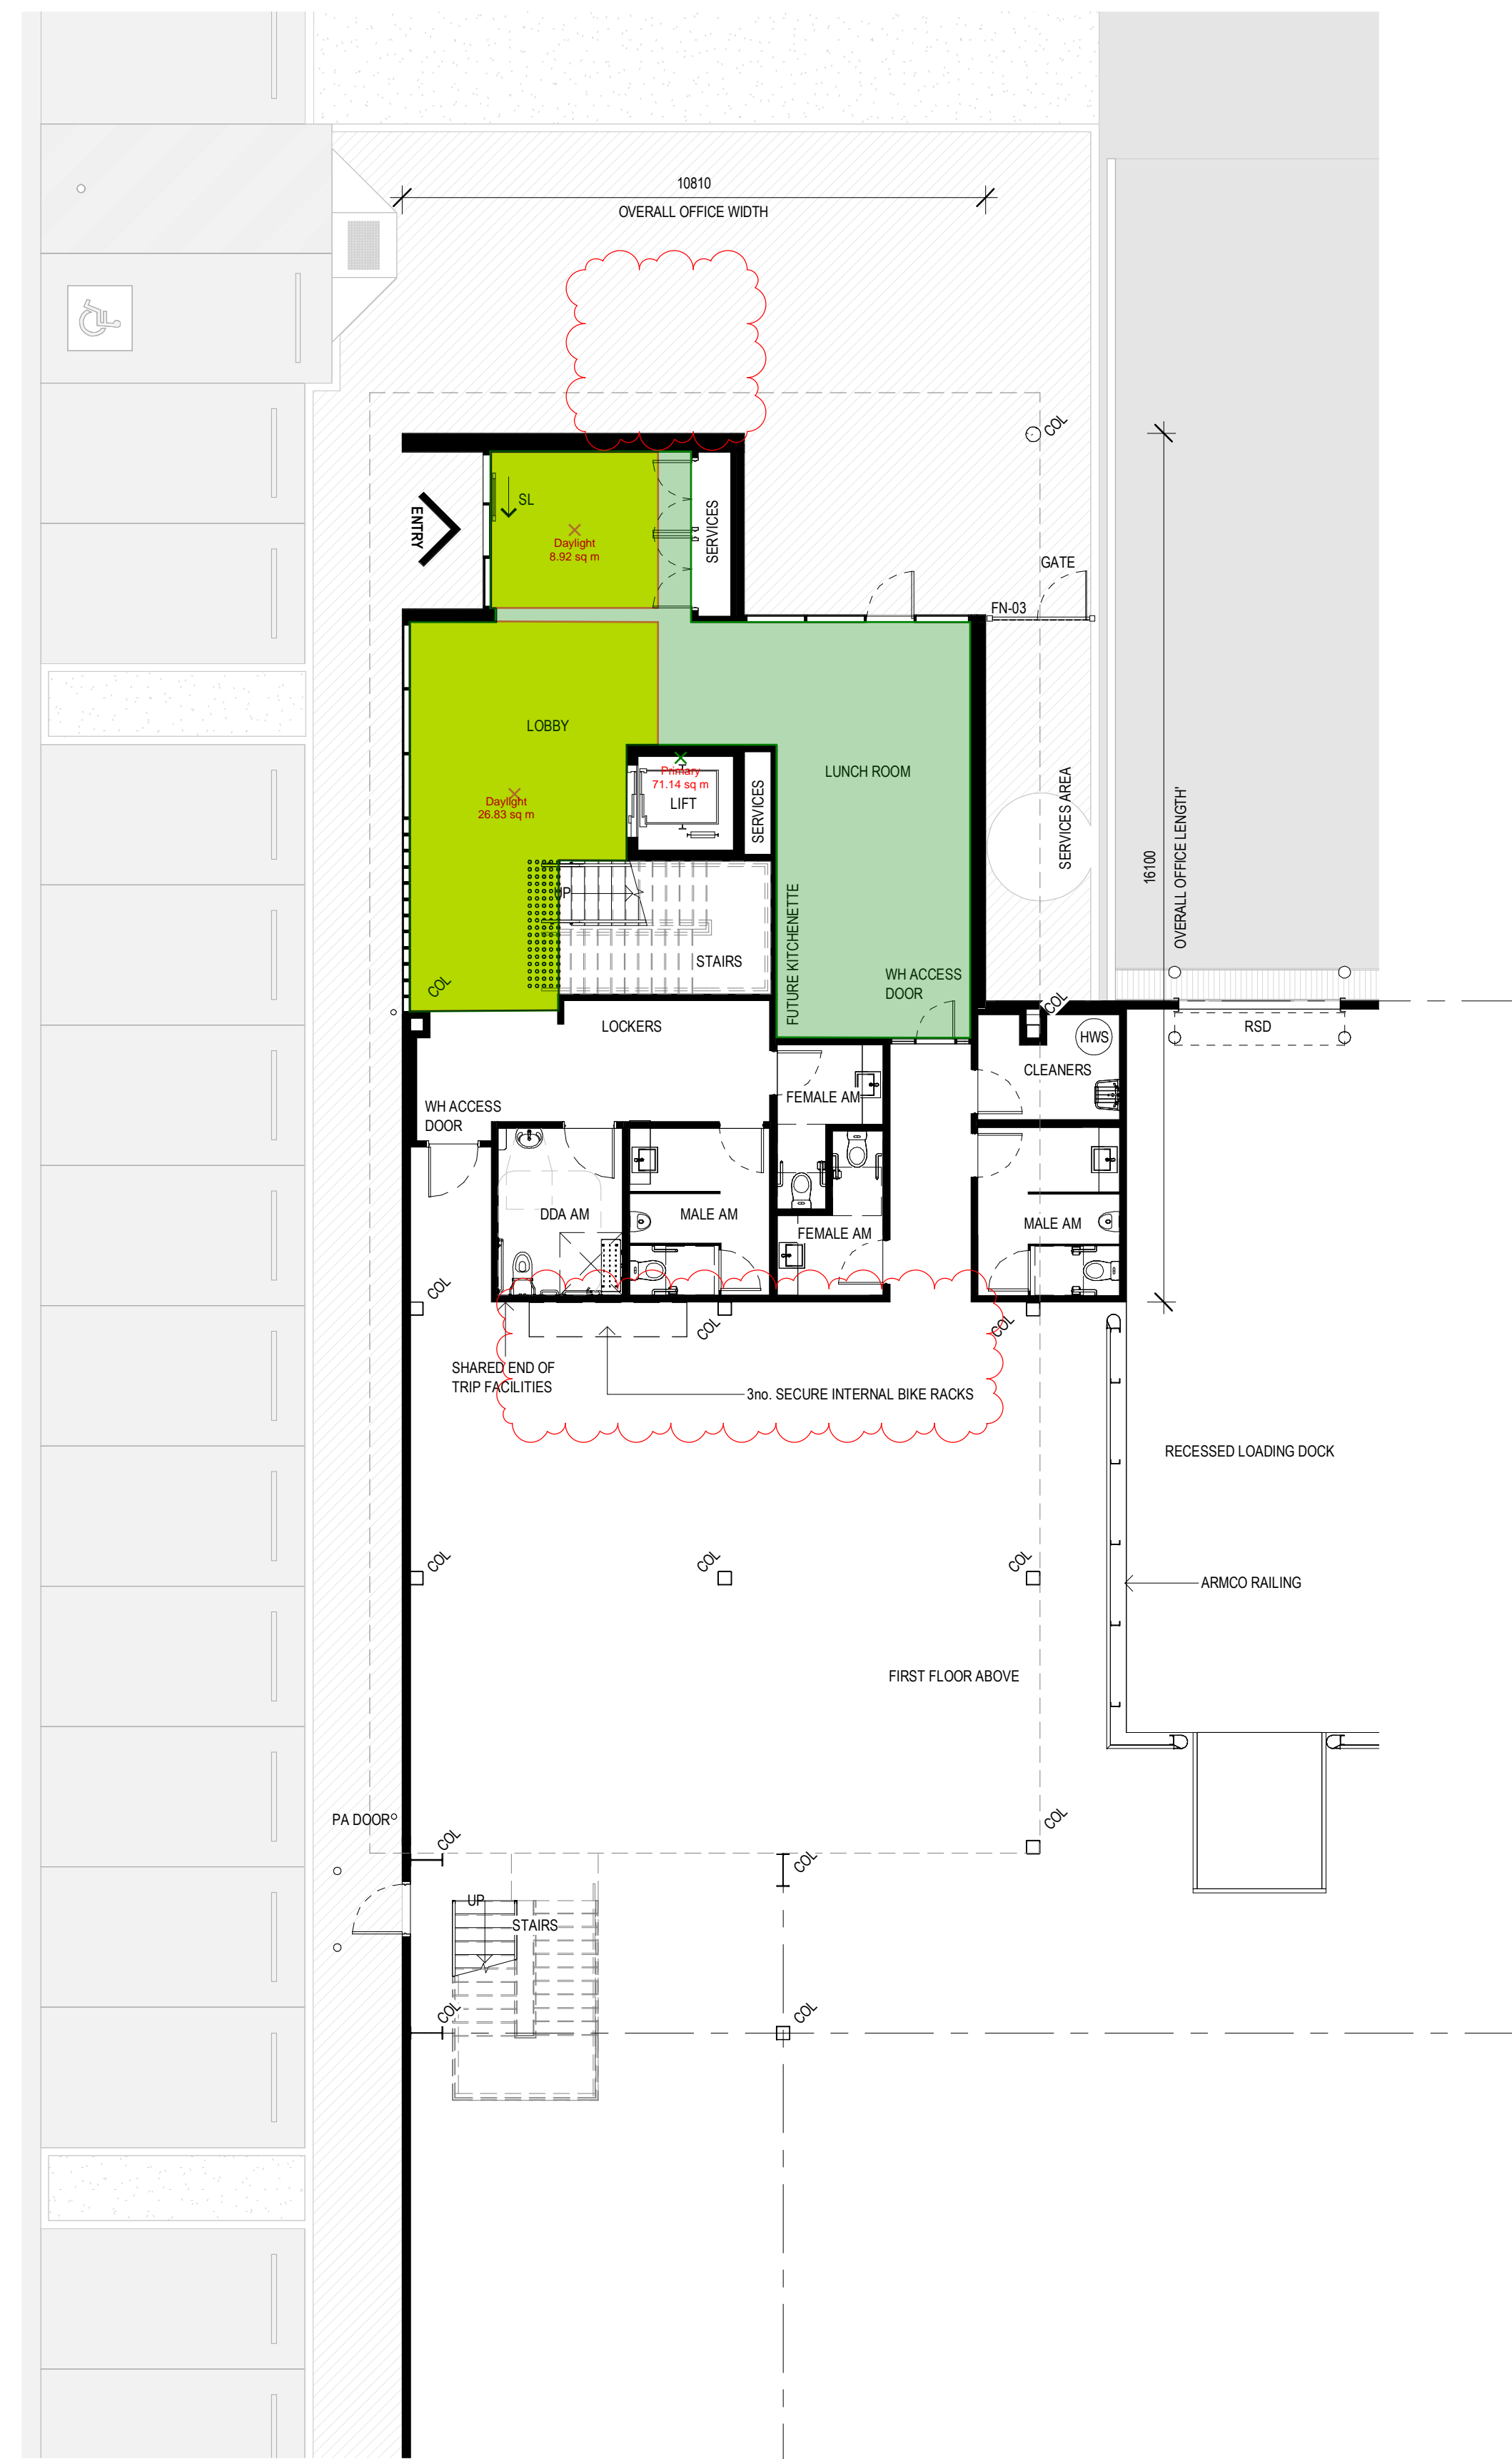 10810
OVERALL OFFICE WIDTH
COL
SL
ENTRY
Daylight
8.92 sq m
SERVICES
GATE
FN-03
LOBBY
LUNCH ROOM
Primary
71.14 sq m
LIFT
SERVICES
Daylight
26.83 sq m
SERVICES AREA
16100
OVERALL OFFICE LENGTH'
UP
STAIRS
FUTURE KITCHENETTE
WH ACCESS
DOOR
COL
COL
LOCKERS
RSD
HWS
CLEANERS
FEMALE AM
WH ACCESS
DOOR
DDA AM
MALE AM
FEMALE AM
MALE AM
COL
COL
COL
SHARED END OF
TRIP FACILITIES
3no. SECURE INTERNAL BIKE RACKS
RECESSED LOADING DOCK
COL
COL
COL
ARMCO RAILING
FIRST FLOOR ABOVE
PA DOOR
COL
COL
COL
UP
STAIRS
COL
COL